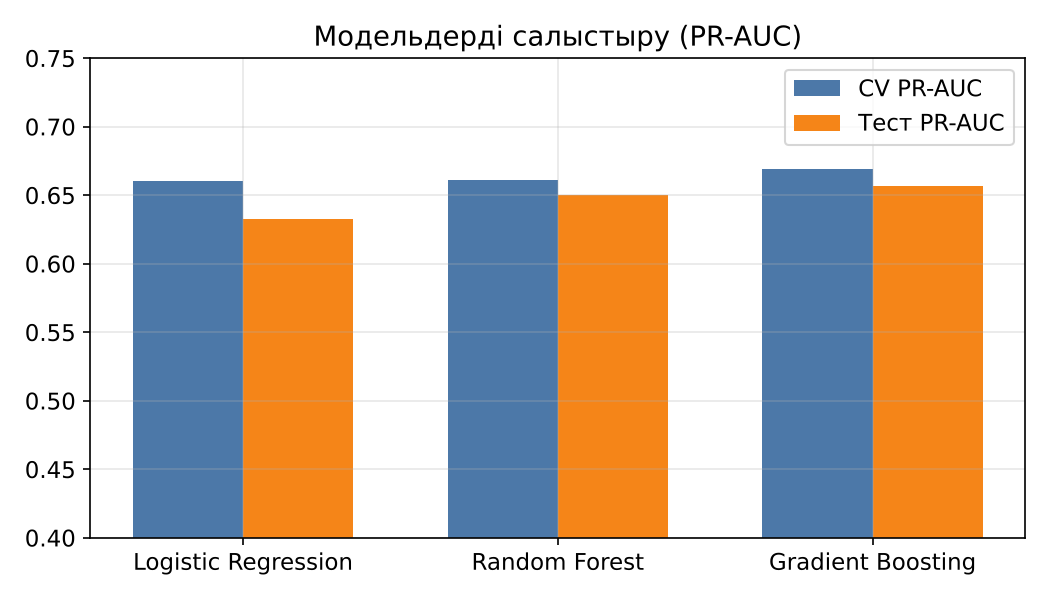 Модельдерді салыстыру (PR-AUC)
0.75
0.70
0.65
0.60
0.55
0.50
0.45
0.40
CV PR-AUC
Тест PR-AUC
Logistic Regression
Random Forest
Gradient Boosting